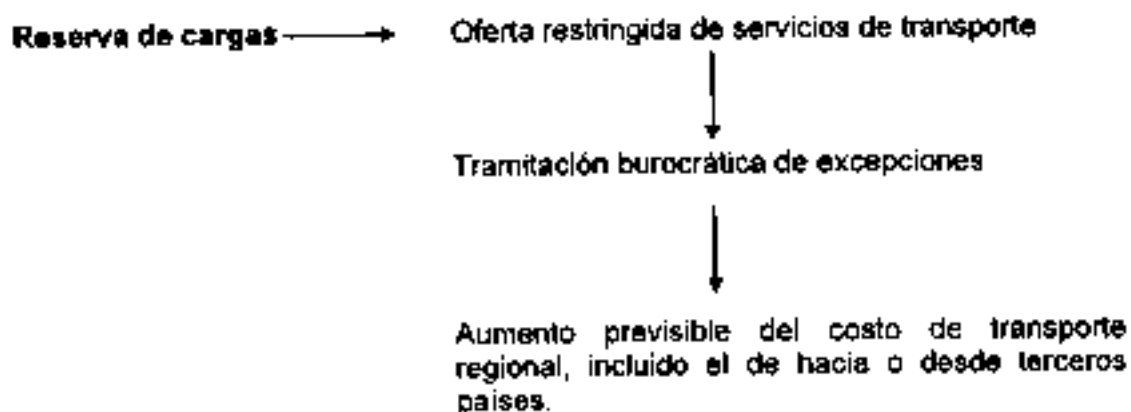 Reserva de cargas
Oferta restringida de servicios de transporte
Tramitación burocrática de excepciones
Aumento previsible del costo de transporte
regional, incluido el de hacia o desde terceros
países.